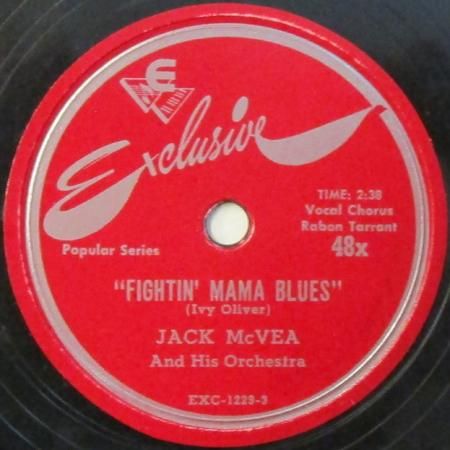 E
Exclusive
TIME: 2:38
Vocal Chorus
Rabon Tarrant
Popular Series
48x
"FIGHTIN' MAMA BLUES"
(Ivy Oliver)
JACK McVEA
And His Orchestra
EXC-1229-3